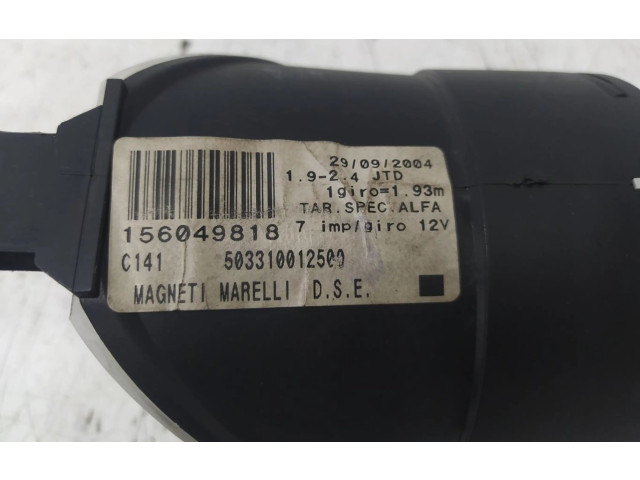 29/09/2004
1.9-2.4 JTD
1giro=1.93m
TAR.SPEC.ALFA
156049818 7 imp/giro 12V
C141 503310012500
MAGNETI MARELLI D.S.E.